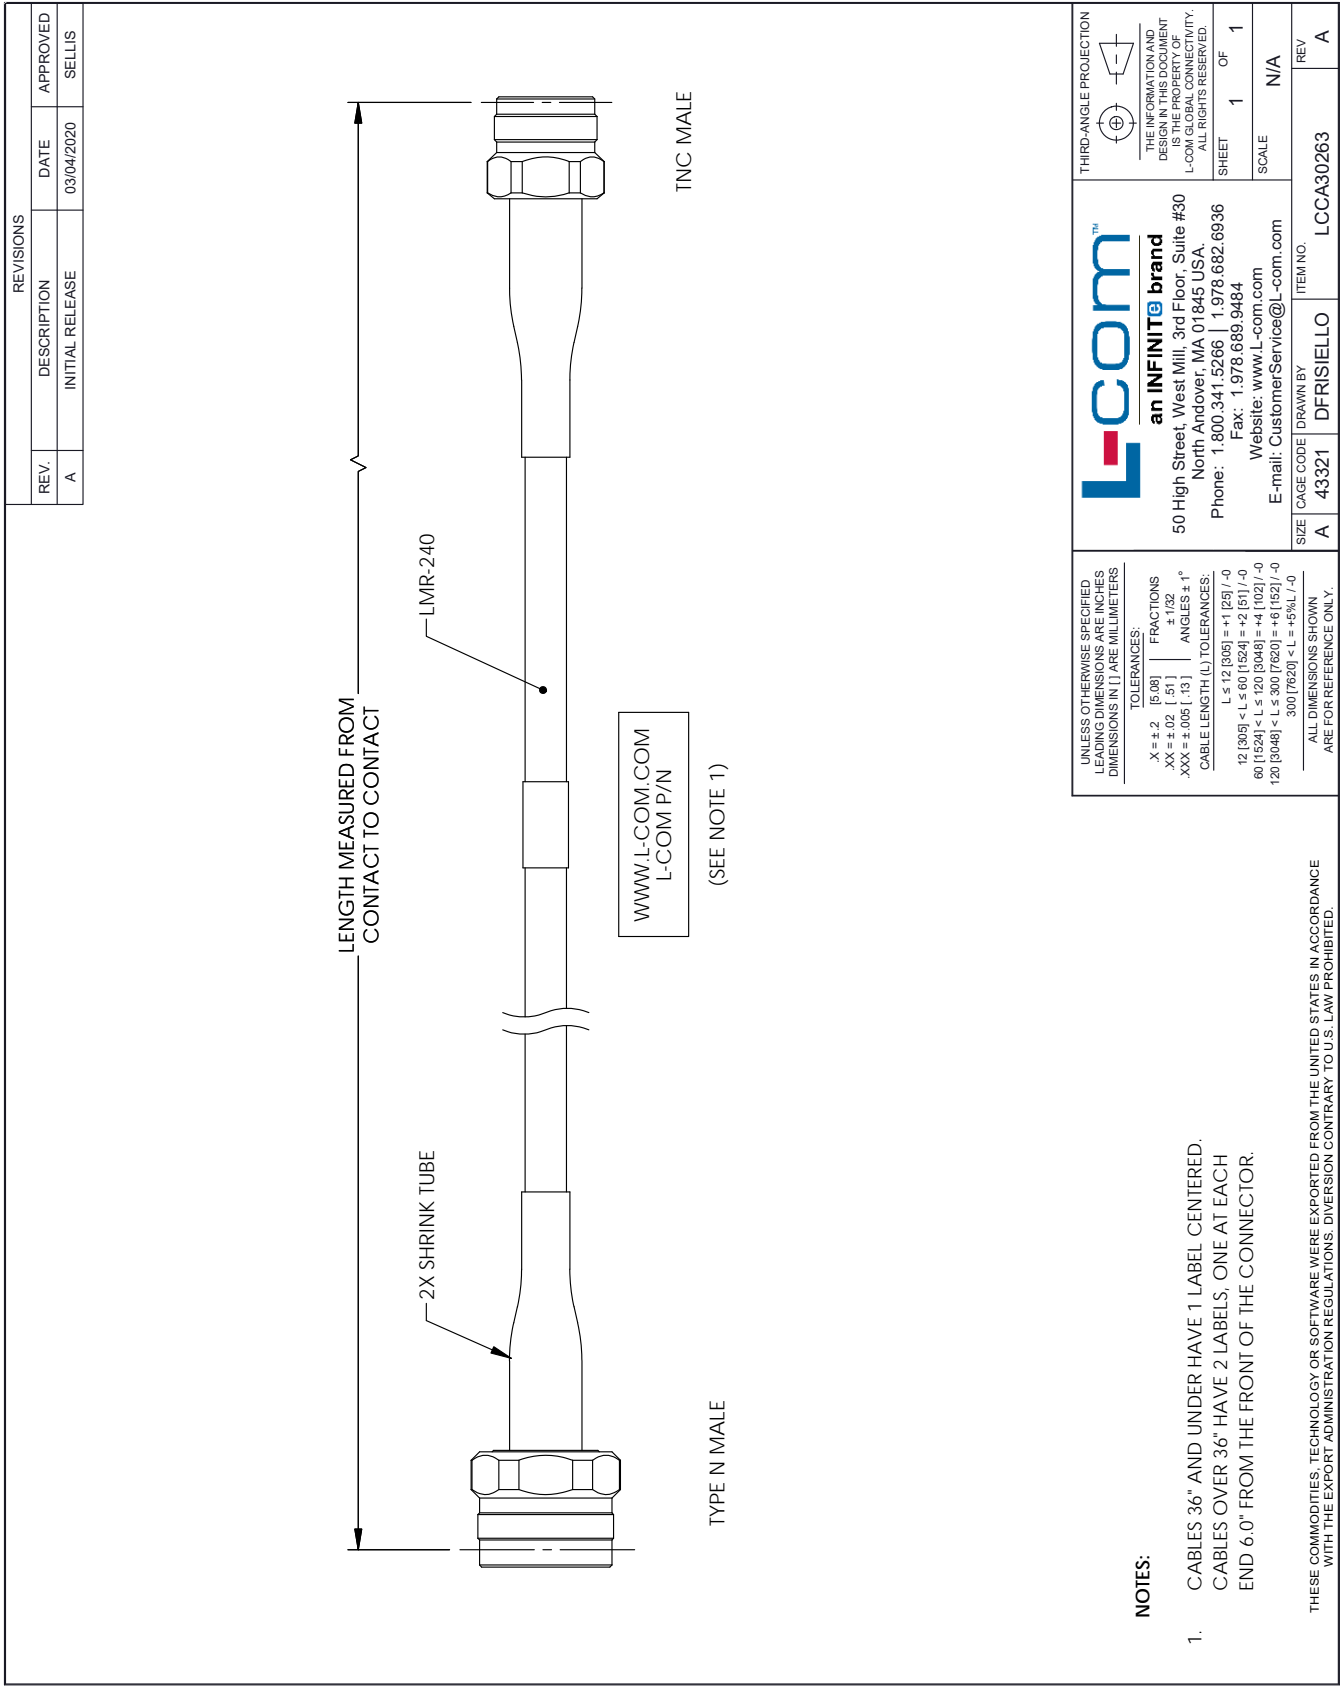 REVISIONS
REV.
DESCRIPTION
DATE
APPROVED
A
INITIAL RELEASE
03/04/2020
SELLIS
LENGTH MEASURED FROM
CONTACT TO CONTACT
2X SHRINK TUBE
LMR-240
WWW.L-COM.COM
L-COM P/N
(SEE NOTE 1)
TYPE N MALE
TNC MALE
NOTES:
1. CABLES 36" AND UNDER HAVE 1 LABEL CENTERED.
CABLES OVER 36" HAVE 2 LABELS, ONE AT EACH
END 6.0" FROM THE FRONT OF THE CONNECTOR.
THESE COMMODITIES, TECHNOLOGY OR SOFTWARE WERE EXPORTED FROM THE UNITED STATES IN ACCORDANCE
WITH THE EXPORT ADMINISTRATION REGULATIONS. DIVERSION CONTRARY TO U.S. LAW PROHIBITED.
UNLESS OTHERWISE SPECIFIED
LEADING DIMENSIONS ARE INCHES
DIMENSIONS IN [ ] ARE MILLIMETERS
TOLERANCES:
.X = ± .2 [5.08] FRACTIONS
.XX = ± .02 [ .51 ] ± 1/32
.XXX = ± .005 [ .13 ] ANGLES ± 1°
CABLE LENGTH (L) TOLERANCES:
L ≤ 12 [305] = +1 [25] / -0
12 [305] < L ≤ 60 [1524] = +2 [51] / -0
60 [1524] < L ≤ 120 [3048] = +4 [102] / -0
120 [3048] < L ≤ 300 [7620] = +6 [152] / -0
300 [7620] < L = +5%L / -0
ALL DIMENSIONS SHOWN
ARE FOR REFERENCE ONLY.
L-com™
an INFINITe brand
50 High Street, West Mill, 3rd Floor, Suite #30
North Andover, MA 01845 USA.
Phone: 1.800.341.5266 | 1.978.682.6936
Fax: 1.978.689.9484
Website: www.L-com.com
E-mail: CustomerService@L-com.com
THIRD-ANGLE PROJECTION
THE INFORMATION AND
DESIGN IN THIS DOCUMENT
IS THE PROPERTY OF
L-COM GLOBAL CONNECTIVITY.
ALL RIGHTS RESERVED.
SHEET
1 OF 1
SCALE
N/A
SIZE
A
CAGE CODE
43321
DRAWN BY
DFRISIELLO
ITEM NO.
LCCA30263
REV
A